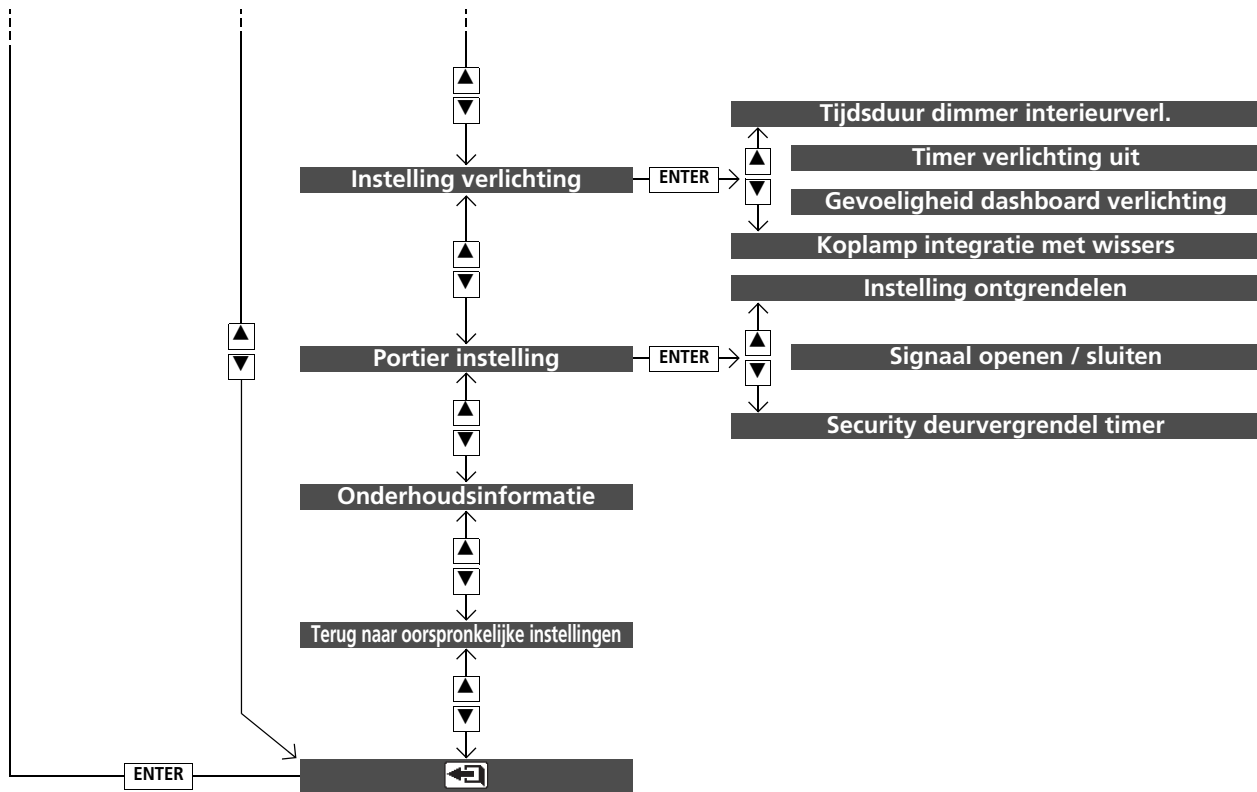 Tijdsduur dimmer interieurverl.
Timer verlichting uit
Instelling verlichting
ENTER
Gevoeligheid dashboard verlichting
Koplamp integratie met wissers
Instelling ontgrendelen
Portier instelling
ENTER
Signaal openen / sluiten
Security deurvergrendel timer
Onderhoudsinformatie
Terug naar oorspronkelijke instellingen
ENTER